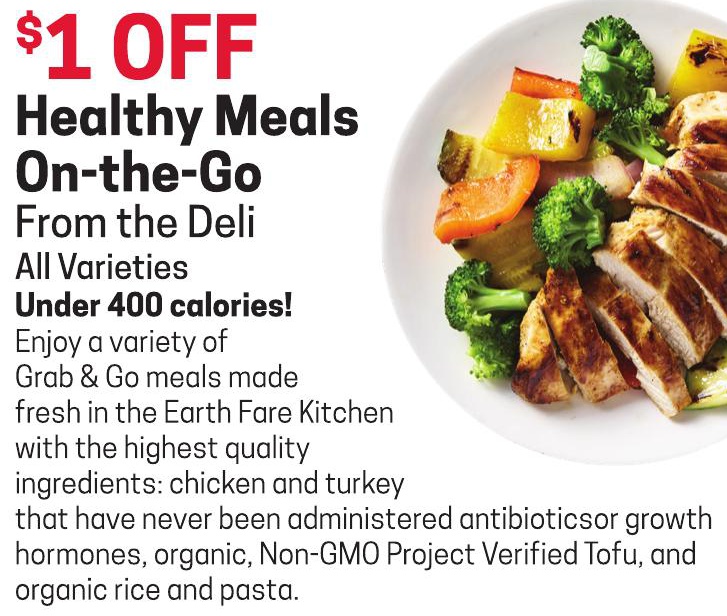 $1 OFF
Healthy Meals
On-the-Go
From the Deli
All Varieties
Under 400 calories!
Enjoy a variety of
Grab & Go meals made
fresh in the Earth Fare Kitchen
with the highest quality
ingredients: chicken and turkey
that have never been administered antibioticsor growth
hormones, organic, Non-GMO Project Verified Tofu, and
organic rice and pasta.